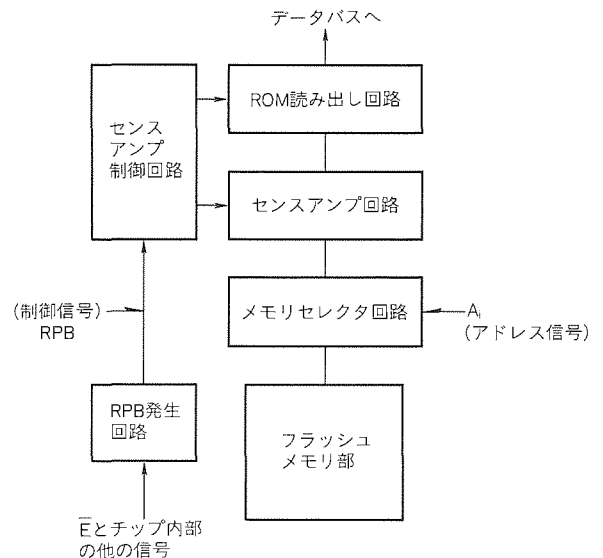 データバスへ
ROM読み出し回路
センス
アンプ
制御回路
センスアンプ回路
メモリセレクタ回路
Ai
(アドレス信号)
(制御信号)
RPB
RPB発生
回路
フラッシュ
メモリ部
E̅とチップ内部
の他の信号